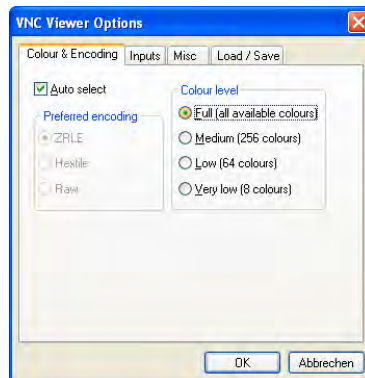 VNC Viewer Options
Colour & Encoding Inputs Misc Load / Save
Auto select
Preferred encoding
ZRLE
Hextile
Raw
Colour level
Full (all available colours)
Medium (256 colours)
Low (64 colours)
Very low (8 colours)
OK Abbrechen